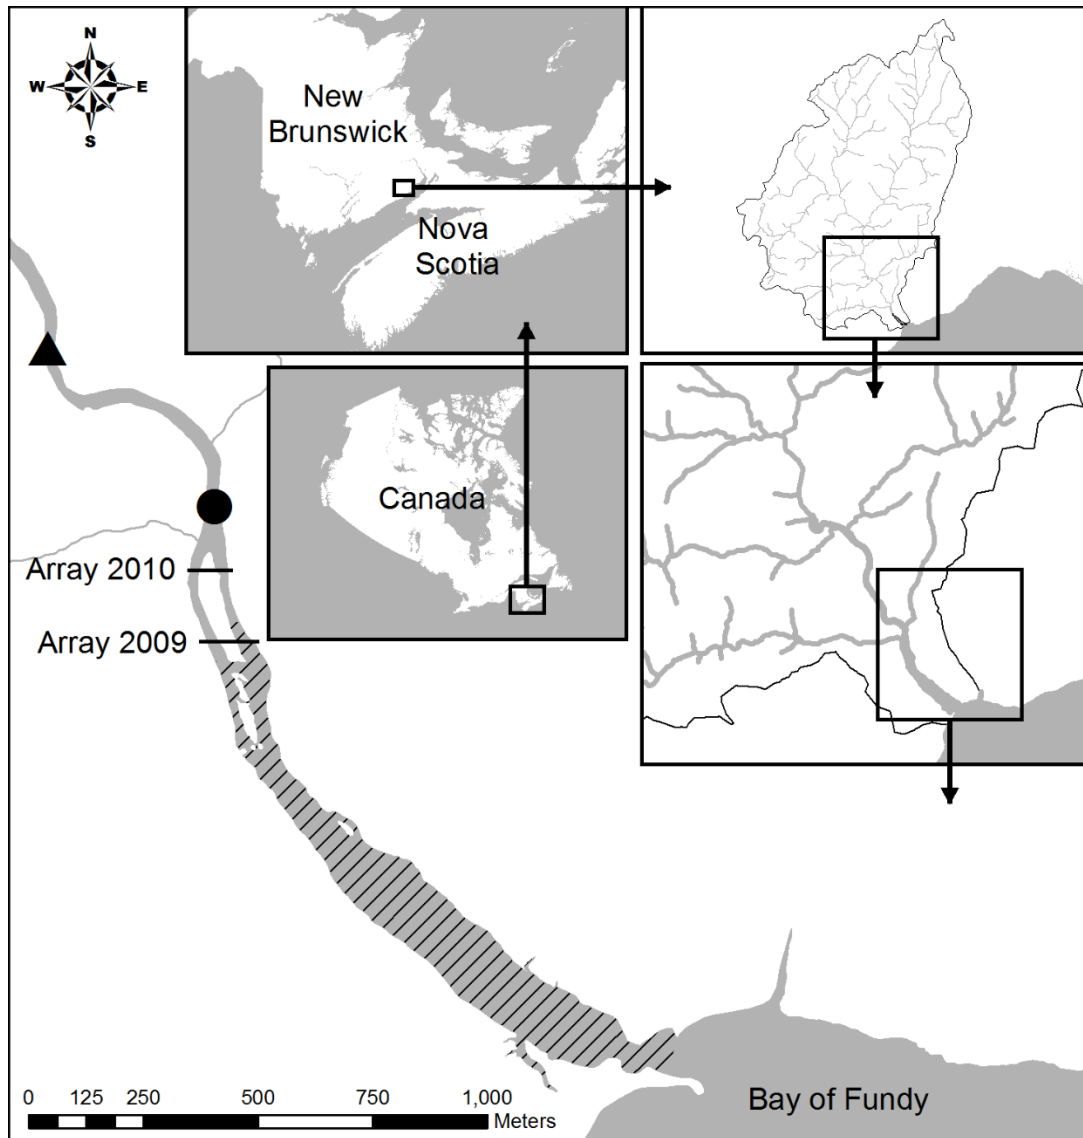 N
W E
S
New
Brunswick
Nova
Scotia
Canada
Array 2010
Array 2009
0 125 250 500 750 1,000
Meters
Bay of Fundy